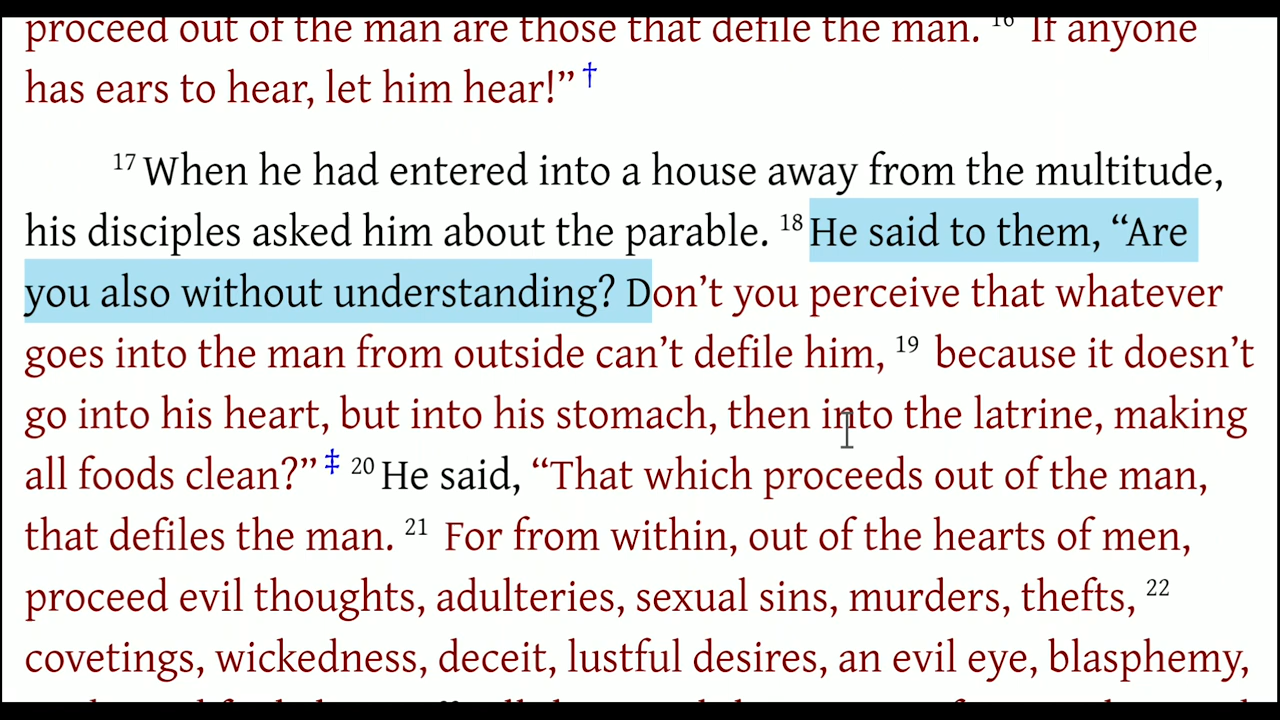 proceed out of the man are those that defile the man. 16 If anyone
has ears to hear, let him hear!” †
17 When he had entered into a house away from the multitude,
his disciples asked him about the parable. 18 He said to them, “Are
you also without understanding? Don’t you perceive that whatever
goes into the man from outside can’t defile him, 19 because it doesn’t
go into his heart, but into his stomach, then into the latrine, making
all foods clean?” ‡ 20 He said, “That which proceeds out of the man,
that defiles the man. 21 For from within, out of the hearts of men,
proceed evil thoughts, adulteries, sexual sins, murders, thefts, 22
covetings, wickedness, deceit, lustful desires, an evil eye, blasphemy,